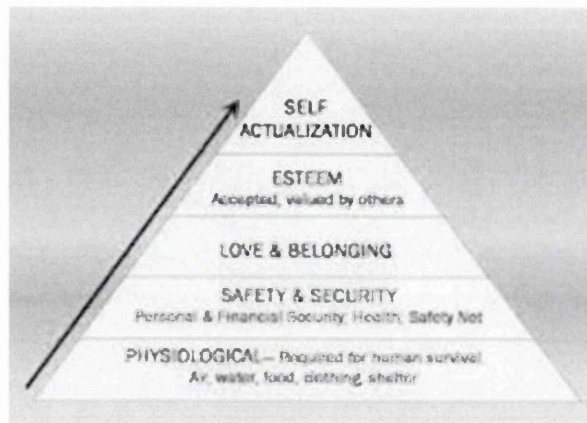 SELF
ACTUALIZATION
ESTEEM
Accepted, valued by others
LOVE & BELONGING
SAFETY & SECURITY
Personal & Financial Security, Health, Safety Net
PHYSIOLOGICAL – Required for human survival
Air, water, food, clothing, shelter